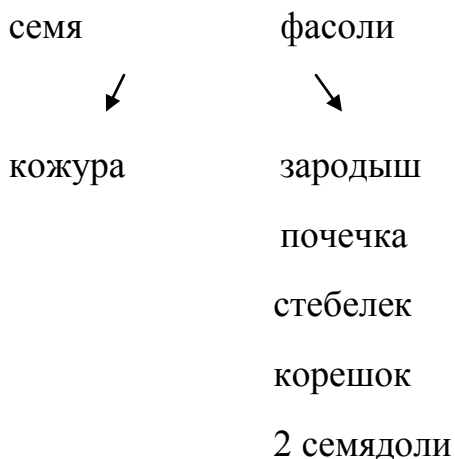 семя фасоли
кожура зародыш
почечка
стебелек
корешок
2 семядоли